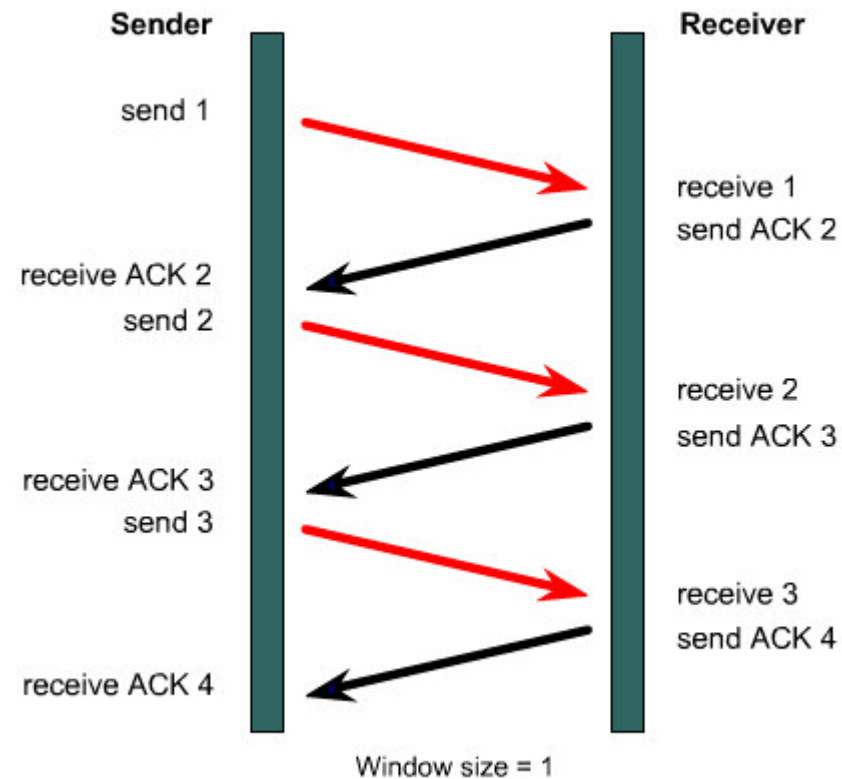 Sender
Receiver
send 1
receive 1
send ACK 2
receive ACK 2
send 2
receive 2
send ACK 3
receive ACK 3
send 3
receive 3
send ACK 4
receive ACK 4
Window size = 1